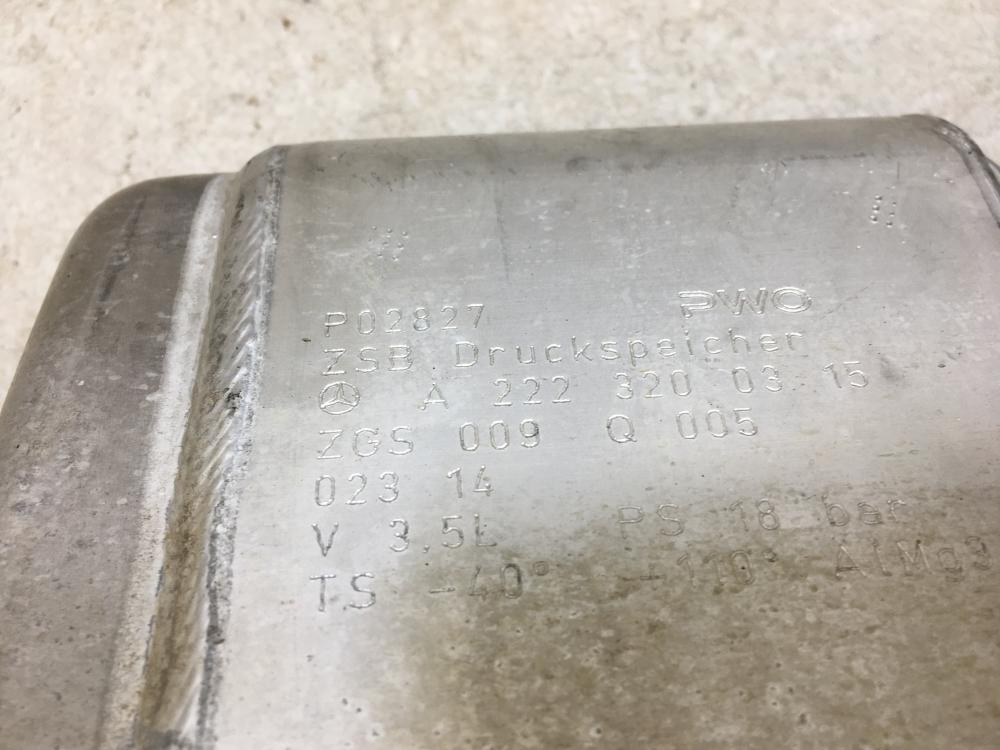 P02827 PWO
ZSB Druckspeicher
A 222 320 03 15
ZGS 009 Q 005
023 14
V 3,5L PS 18 bar
TS -40° -110° AlMg3